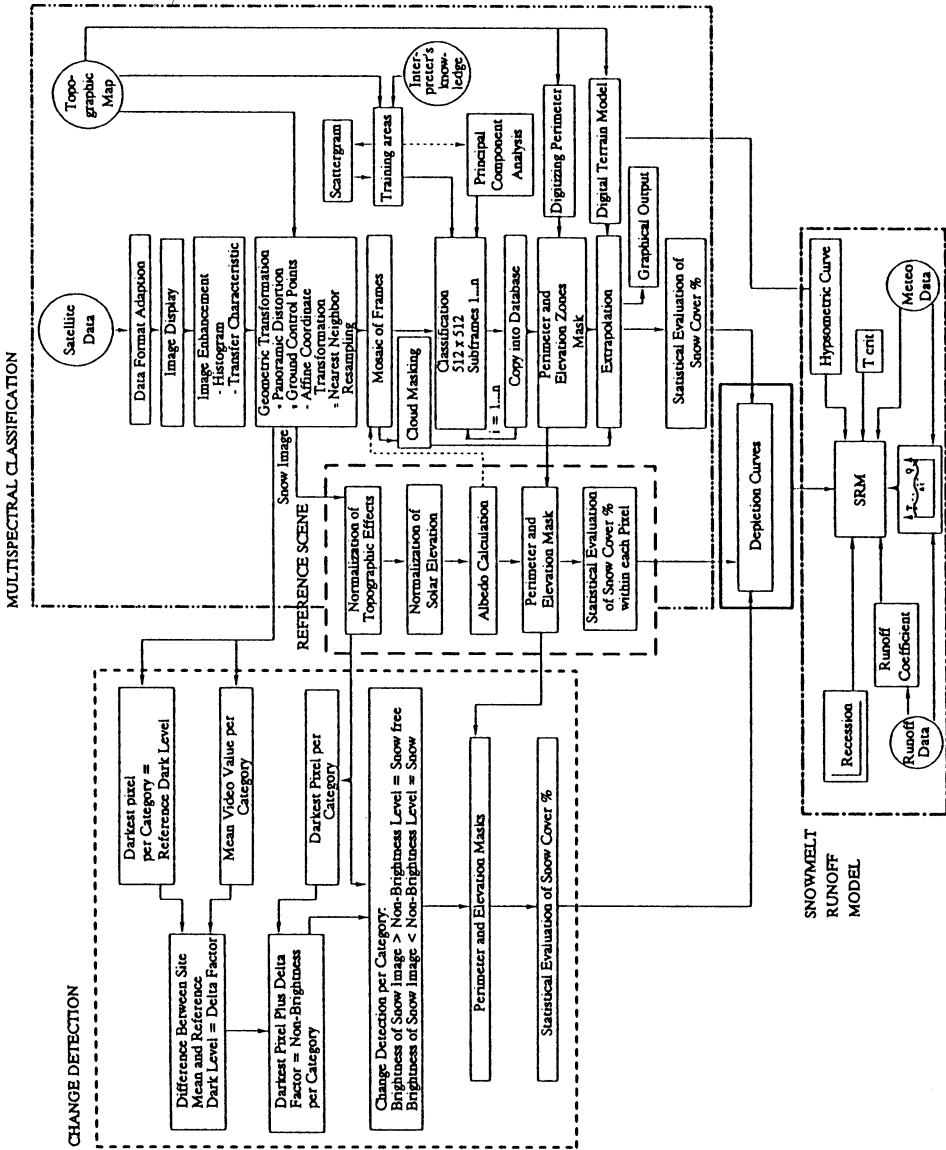 MULTISPECTRAL CLASSIFICATION
Satellite
Data
Data Format Adaption
Image Display
Image Enhancement
- Histogram
- Transfer Characteristic
Geometric Transformation
• Panoramic Distortion
• Ground Control Points
- Affine Coordinate
Transformation
= Nearest Neighbor
Resampling
Snow Image
Mosaic of Frames
Cloud Masking
Classification
512 x 512
Subframes 1...n
i = 1...n
Copy into Database
Perimeter and
Elevation Zones
Mask
Extrapolation
Graphical Output
Statistical Evaluation of
Snow Cover %
Topo-
graphic
Map
Scattergram
Training areas
Inter-
preter's
know-
ledge
Principal
Component
Analysis
Digitizing Perimeter
Digital Terrain Model
REFERENCE SCENE
Normalization of
Topographic Effects
Normalization of
Solar Elevation
Albedo Calculation
Perimeter and
Elevation Mask
Statistical Evaluation
of Snow Cover %
within each Pixel
Depletion Curves
CHANGE DETECTION
Darkest pixel
per Category =
Reference Dark Level
Mean Video Value per
Category
Darkest Pixel per
Category
Difference Between Site
Mean and Reference
Dark Level = Delta Factor
Darkest Pixel Plus Delta
Factor = Non-Brightness
per Category
Change Detection per Category:
Brightness of Snow Image > Non-Brightness Level = Snow free
Brightness of Snow Image < Non-Brightness Level = Snow
Perimeter and Elevation Masks
Statistical Evaluation of Snow Cover %
SNOWMELT
RUNOFF
MODEL
Hypsometric Curve
T crit
Meteo
Data
SRM
Recession
Runoff
Coefficient
Runoff
Data
T
Q